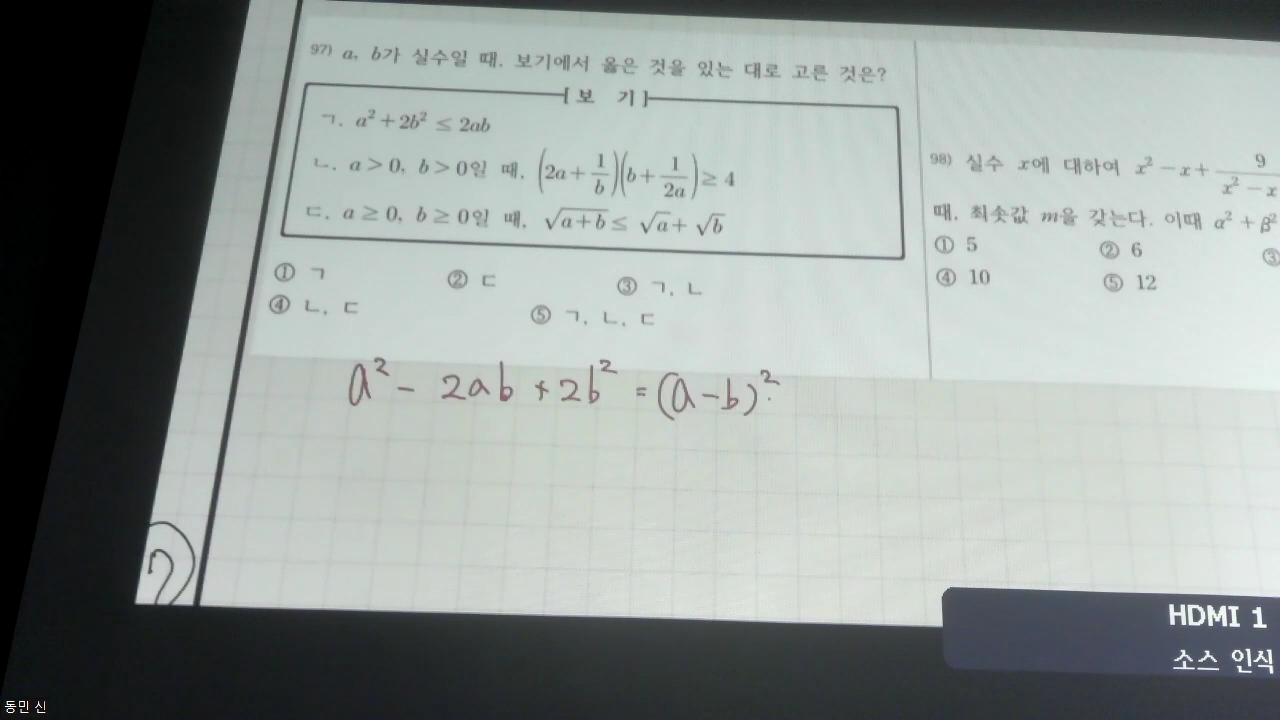 97) a, b가 실수일 때, 보기에서 옳은 것을 있는 대로 고른 것은?
[ 보 기 ]
ㄱ. a²+2b² ≤ 2ab
ㄴ. a>0, b>0일 때, (2a+1/b)(b+1/2a) ≥ 4
ㄷ. a≥0, b≥0일 때, √(a+b) ≤ √a+√b
① ㄱ ② ㄷ ③ ㄱ, ㄴ
④ ㄴ, ㄷ ⑤ ㄱ, ㄴ, ㄷ
a² - 2ab + 2b² = (a-b)²
98) 실수 x에 대하여 x²-x+9/(x²-x
때, 최솟값 m을 갖는다. 이때 α²+β²
① 5 ② 6 ③
④ 10 ⑤ 12
HDMI 1
소스 인식
동민 신